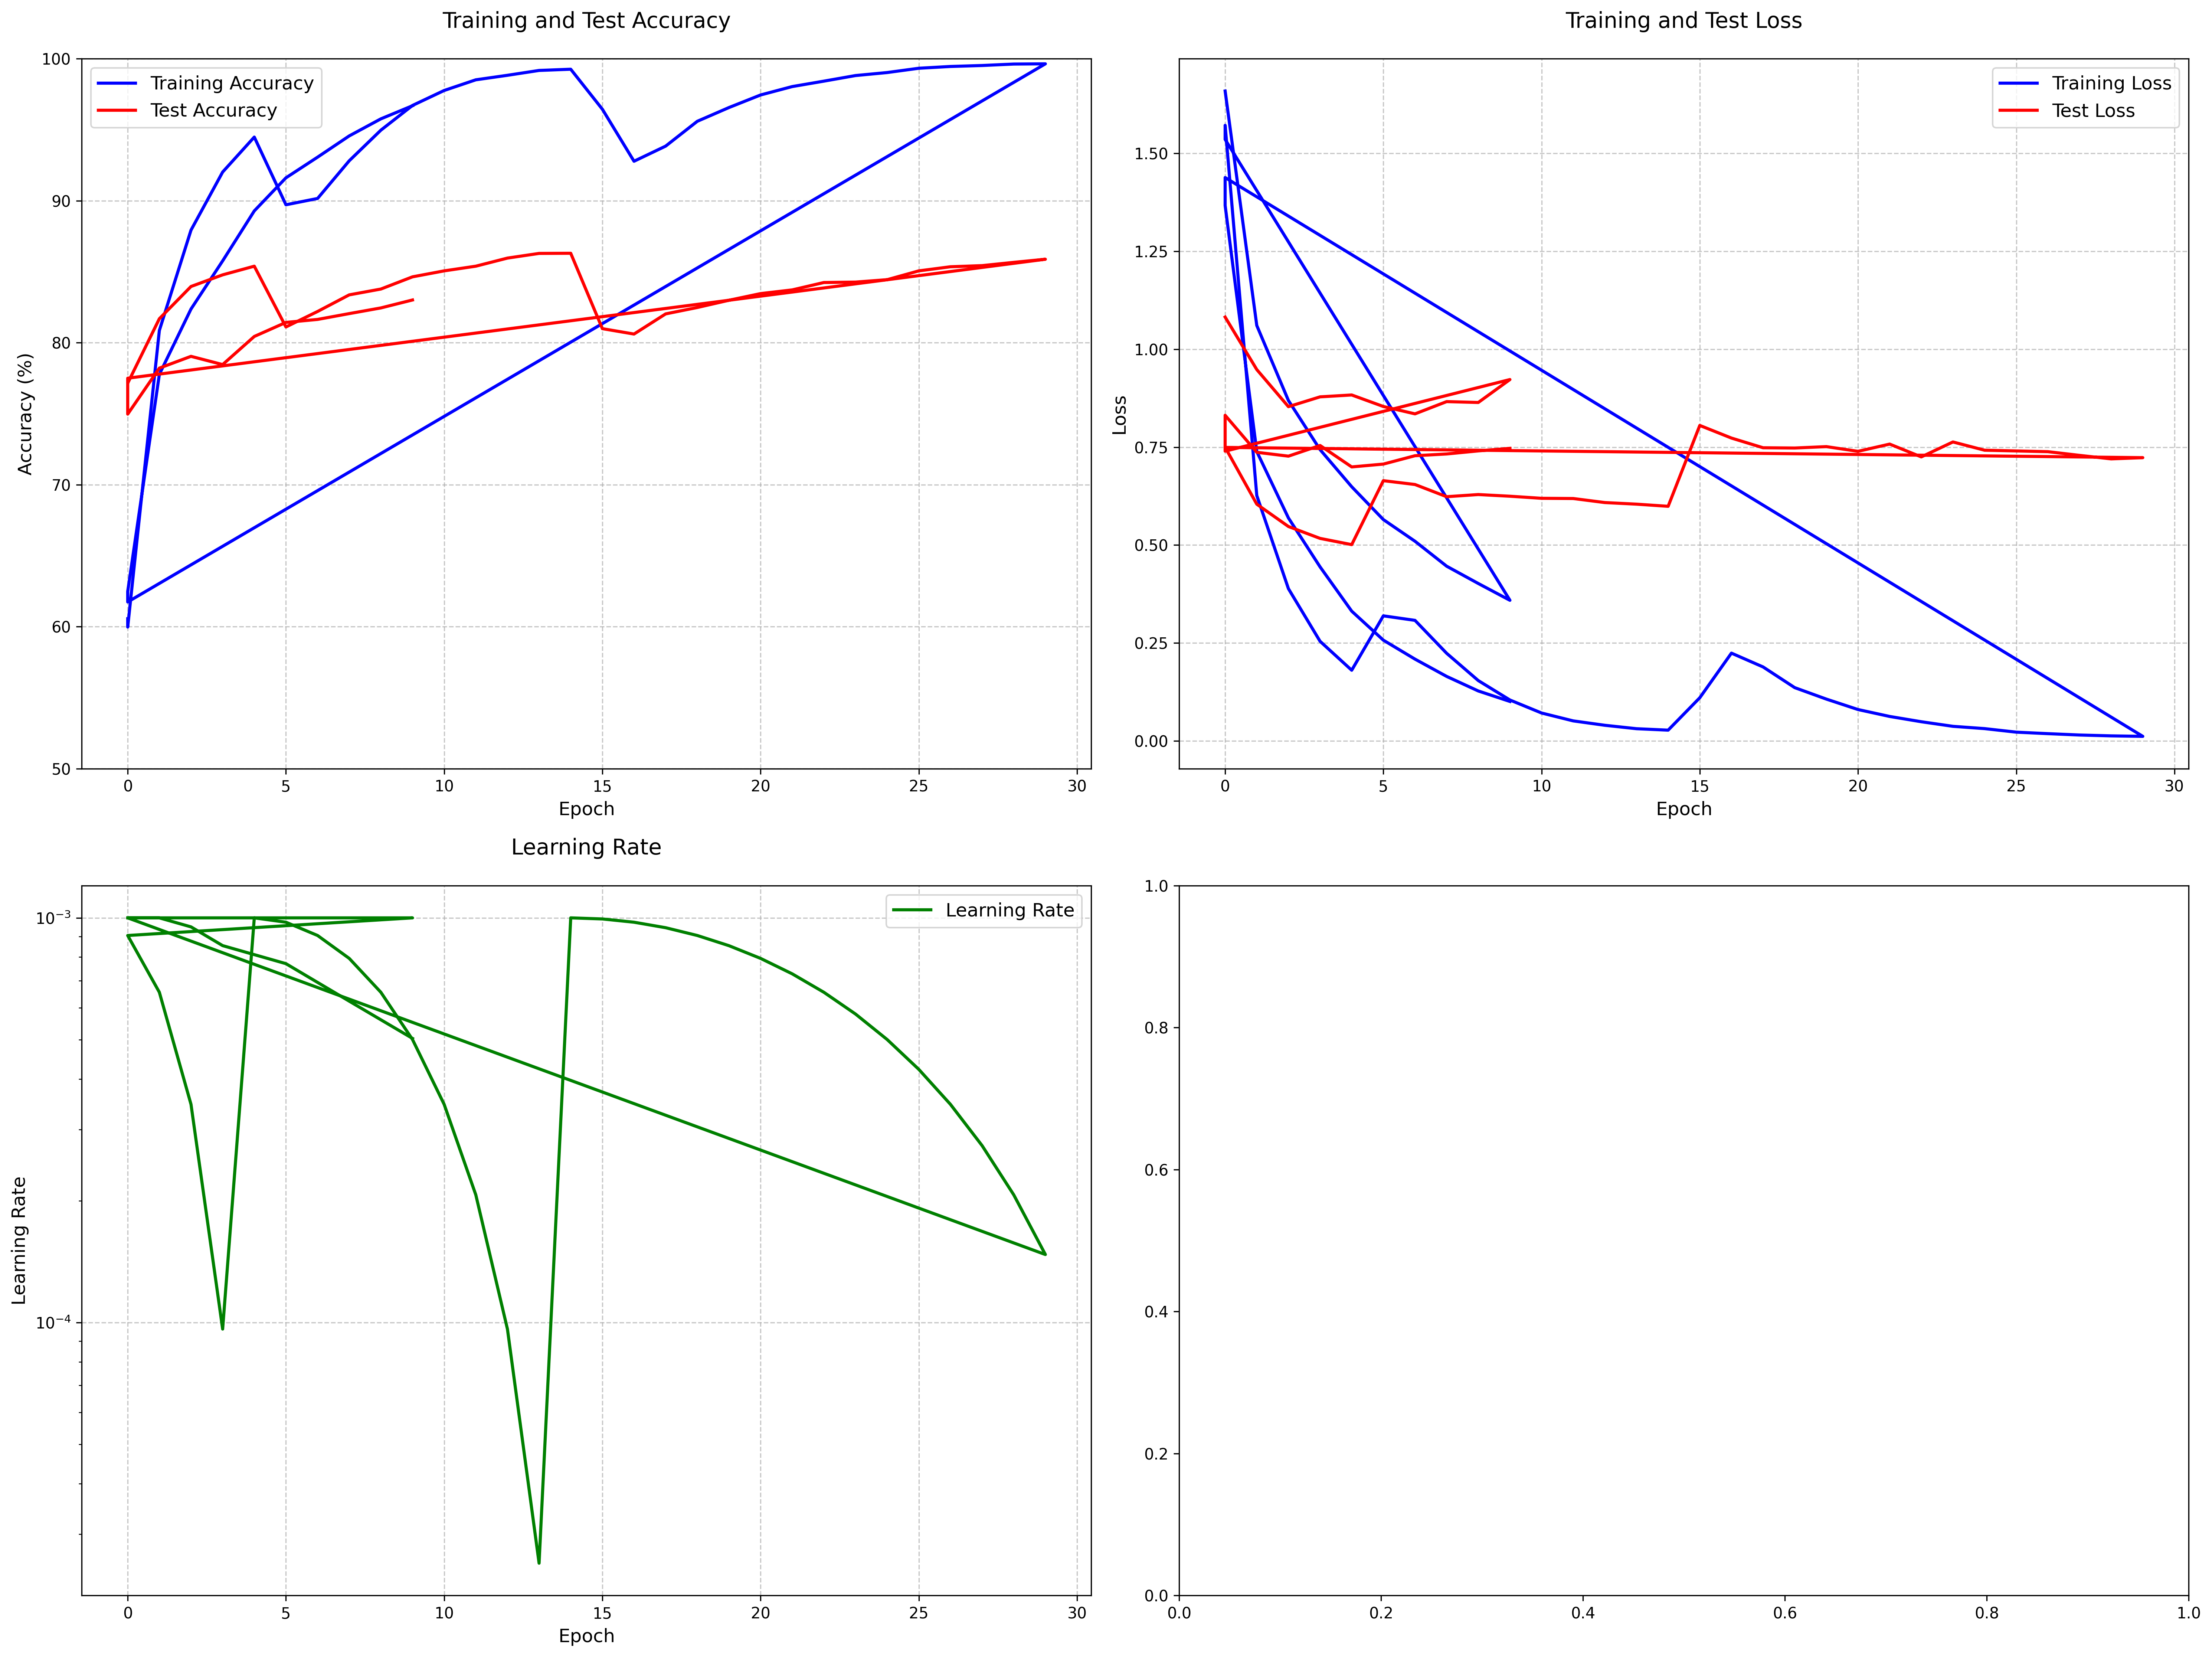 Training and Test Accuracy
Training Accuracy
Test Accuracy
Accuracy (%)
100
90
80
70
60
50
0 5 10 15 20 25 30
Epoch
Training and Test Loss
Training Loss
Test Loss
Loss
1.50
1.25
1.00
0.75
0.50
0.25
0.00
0 5 10 15 20 25 30
Epoch
Learning Rate
Learning Rate
Learning Rate
10⁻³
10⁻⁴
0 5 10 15 20 25 30
Epoch
1.0
0.8
0.6
0.4
0.2
0.0
0.0 0.2 0.4 0.6 0.8 1.0